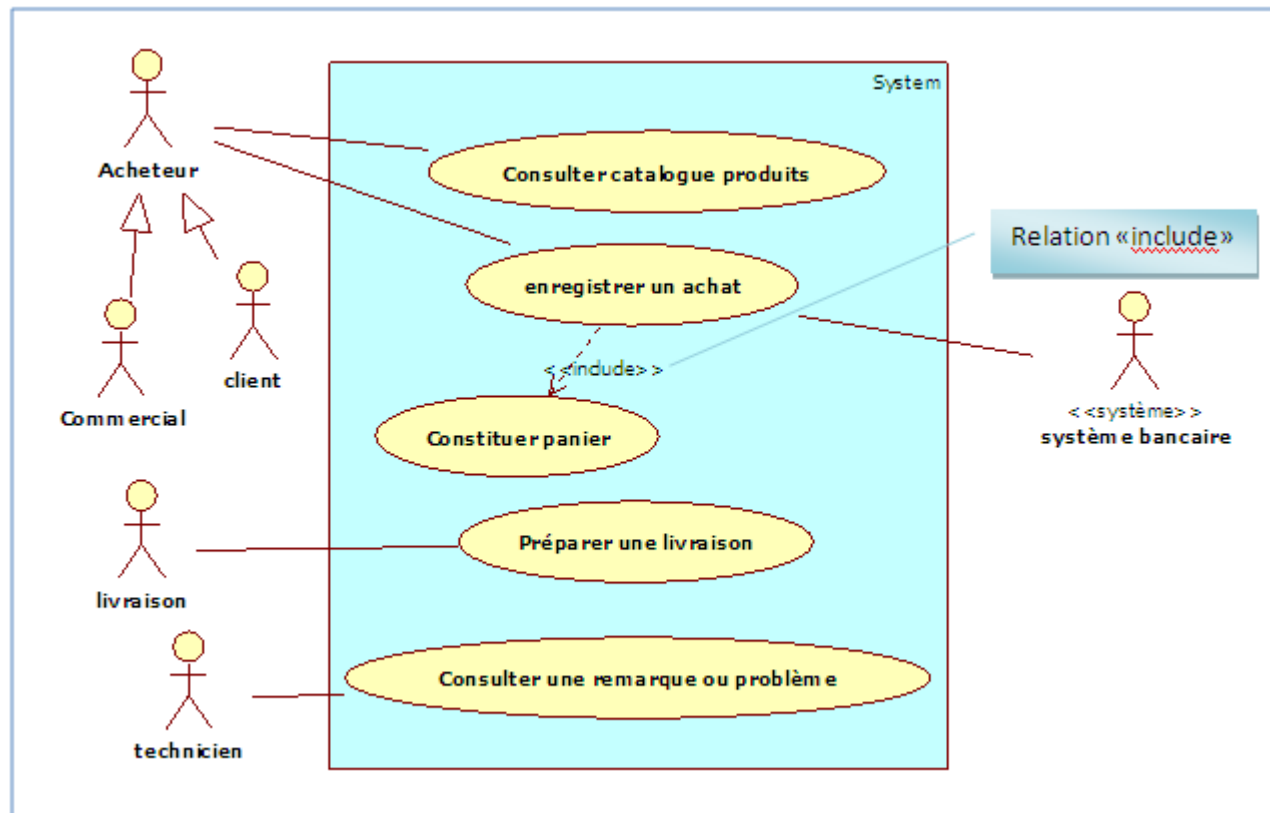 System
Acheteur
Consulter catalogue produits
Relation «include»
enregistrer un achat
client
< <include> >
Commercial
< <système> >
système bancaire
Constituer panier
Préparer une livraison
livraison
Consulter une remarque ou problème
technicien